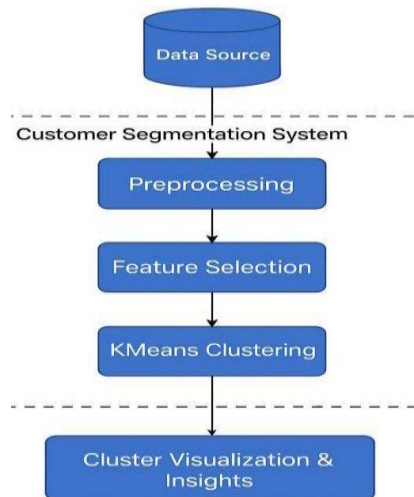 Data Source
Customer Segmentation System
Preprocessing
Feature Selection
KMeans Clustering
Cluster Visualization &
Insights